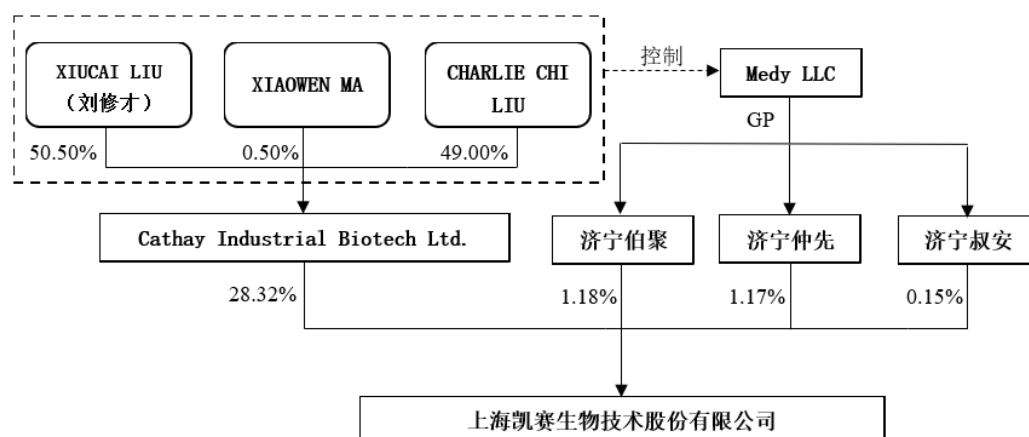 XIUCAI LIU
（刘修才）
XIAOWEN MA
CHARLIE CHI
LIU
控制
Medy LLC
GP
50.50%
0.50%
49.00%
Cathay Industrial Biotech Ltd.
济宁伯聚
济宁仲先
济宁叔安
28.32%
1.18%
1.17%
0.15%
上海凯赛生物技术股份有限公司